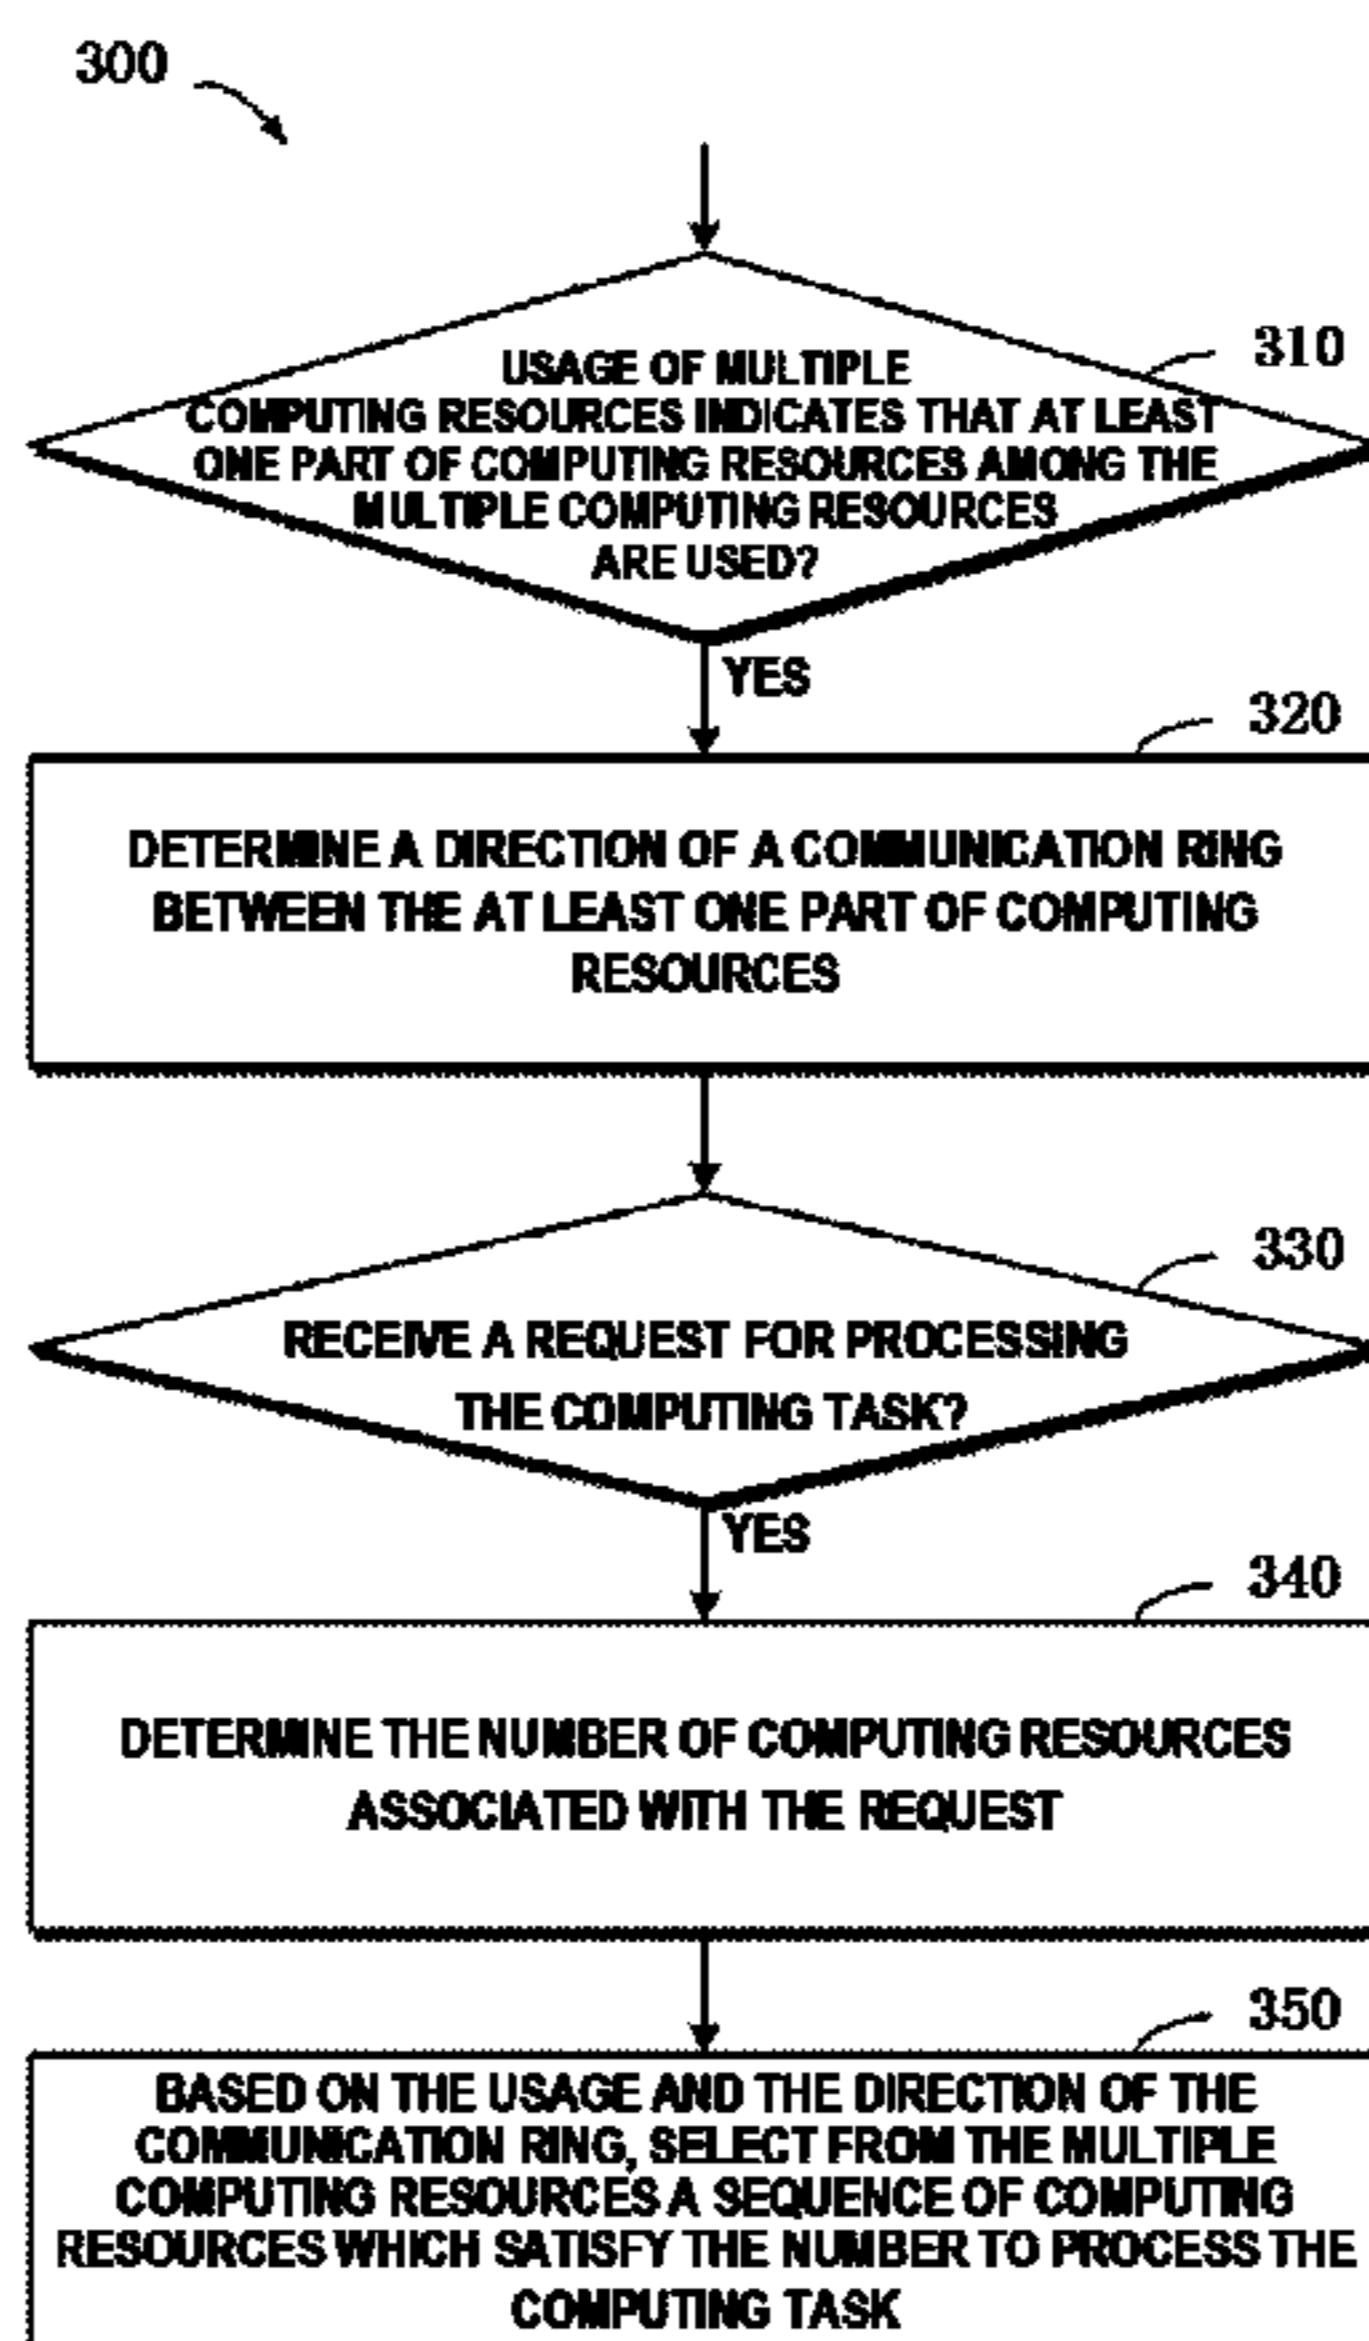 300
310
USAGE OF MULTIPLE
COMPUTING RESOURCES INDICATES THAT AT LEAST
ONE PART OF COMPUTING RESOURCES AMONG THE
MULTIPLE COMPUTING RESOURCES
ARE USED?
YES
320
DETERMINE A DIRECTION OF A COMMUNICATION RING
BETWEEN THE AT LEAST ONE PART OF COMPUTING
RESOURCES
330
RECEIVE A REQUEST FOR PROCESSING
THE COMPUTING TASK?
YES
340
DETERMINE THE NUMBER OF COMPUTING RESOURCES
ASSOCIATED WITH THE REQUEST
350
BASED ON THE USAGE AND THE DIRECTION OF THE
COMMUNICATION RING, SELECT FROM THE MULTIPLE
COMPUTING RESOURCES A SEQUENCE OF COMPUTING
RESOURCES WHICH SATISFY THE NUMBER TO PROCESS THE
COMPUTING TASK